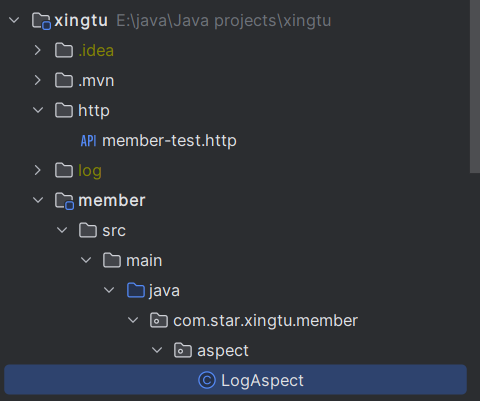 xingtu E:\java\Java projects\xingtu
.idea
.mvn
http
API member-test.http
log
member
src
main
java
com.star.xingtu.member
aspect
C LogAspect